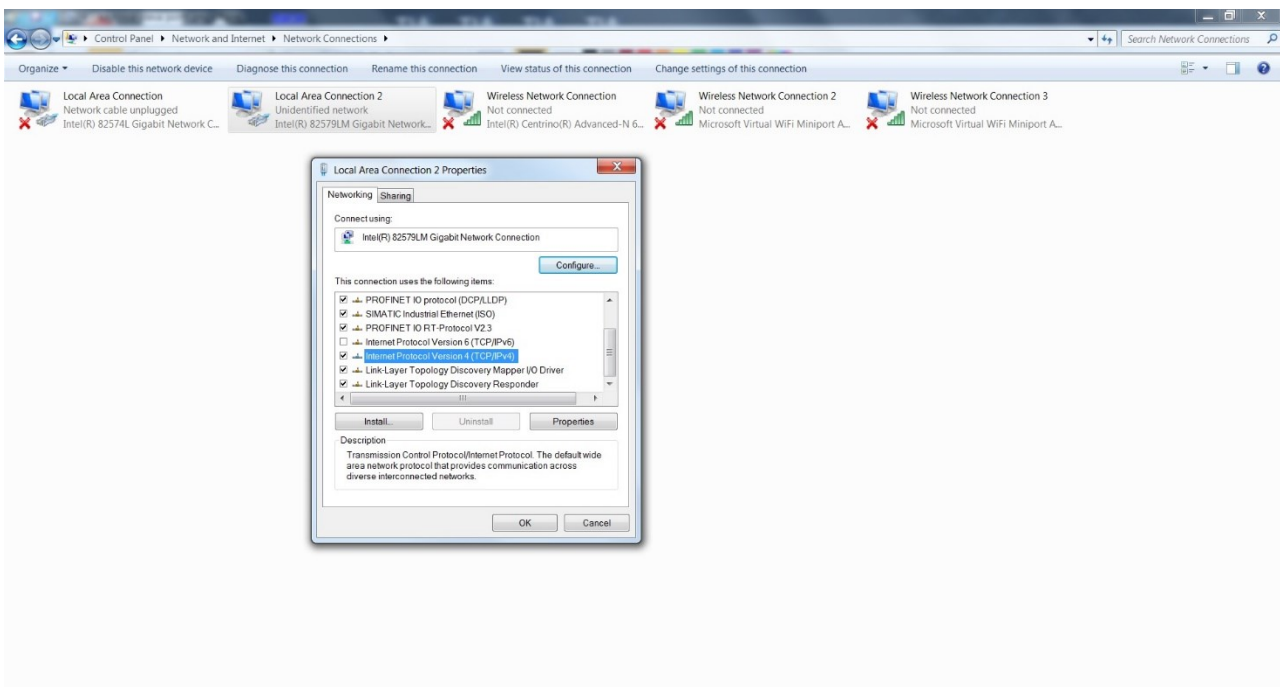 Control Panel ▸ Network and Internet ▸ Network Connections ▸
Search Network Connections
Organize
Disable this network device
Diagnose this connection
Rename this connection
View status of this connection
Change settings of this connection
Local Area Connection
Network cable unplugged
Intel(R) 82574L Gigabit Network C...
Local Area Connection 2
Unidentified network
Intel(R) 82579LM Gigabit Network...
Wireless Network Connection
Not connected
Intel(R) Centrino(R) Advanced-N 6...
Wireless Network Connection 2
Not connected
Microsoft Virtual WiFi Miniport A...
Wireless Network Connection 3
Not connected
Microsoft Virtual WiFi Miniport A...
Local Area Connection 2 Properties
Networking
Sharing
Connect using:
Intel(R) 82579LM Gigabit Network Connection
Configure...
This connection uses the following items:
PROFINET IO protocol (DCP/LLDP)
SIMATIC Industrial Ethernet (ISO)
PROFINET IO RT-Protocol V2.3
Internet Protocol Version 6 (TCP/IPv6)
Internet Protocol Version 4 (TCP/IPv4)
Link-Layer Topology Discovery Mapper I/O Driver
Link-Layer Topology Discovery Responder
Install...
Uninstall
Properties
Description
Transmission Control Protocol/Internet Protocol. The default wide
area network protocol that provides communication across
diverse interconnected networks.
OK
Cancel